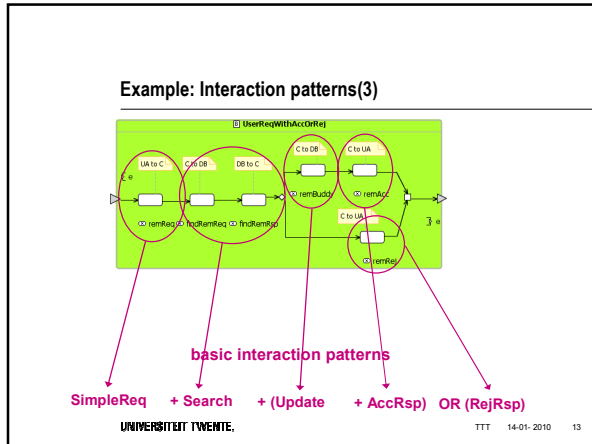 Example: Interaction patterns(3)
B UserReqWithAccOrRej
C to DB
C to UA
UA to C
C to DB
DB to C
e
remBuddy
remAcc
C to UA
remReq
findRemReq
findRemRsp
e
remRej
basic interaction patterns
SimpleReq + Search + (Update + AccRsp) OR (RejRsp)
UNIVERSITEIT TWENTE.
TTT 14-01- 2010 13